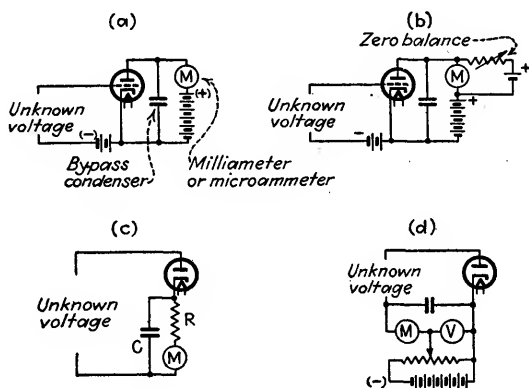 (a)
M
(+)
Unknown
voltage
(-)
Bypass
condenser
Milliameter
or microammeter
(b)
Zero balance
+
M
+
Unknown
voltage
-
(c)
Unknown
voltage
C
R
M
(d)
Unknown
voltage
M
V
(-)